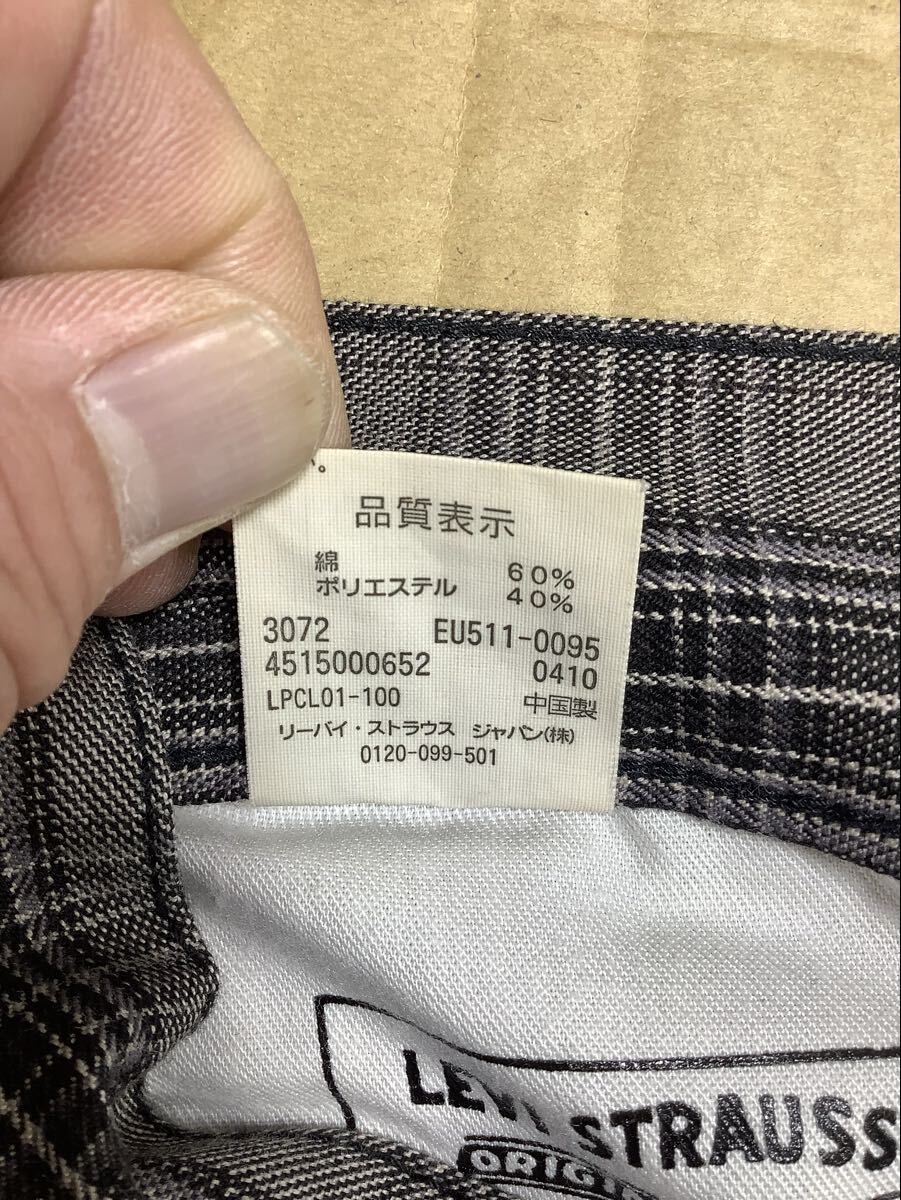 品質表示
綿 60%
ポリエステル 40%
3072 EU511-0095
4515000652 0410
LPCL01-100 中国製
リーバイ・ストラウス ジャパン(株)
0120-099-501
LEVI STRAUSS